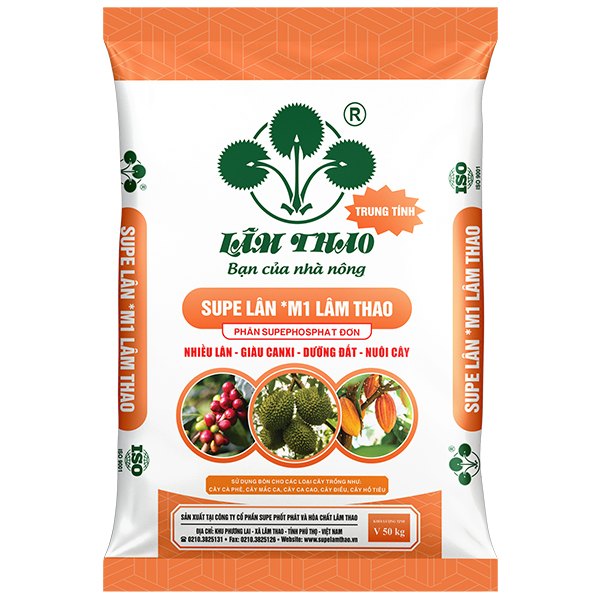 ®
TRUNG TÍNH
LÂM THAO
Bạn của nhà nông
SUPE LÂN *M1 LÂM THAO
PHÂN SUPEPHOSPHAT ĐƠN
NHIỀU LÂN - GIÀU CANXI - DƯỠNG ĐẤT - NUÔI CÂY
SỬ DỤNG BÓN CHO CÁC LOẠI CÂY TRỒNG NHƯ:
CÂY CÀ PHÊ, CÂY MẮC CA, CÂY CA CAO, CÂY ĐIỀU, CÂY HỒ TIÊU
SẢN XUẤT TẠI CÔNG TY CỔ PHẦN SUPE PHỐT PHÁT VÀ HÓA CHẤT LÂM THAO
ĐỊA CHỈ: KHU PHƯƠNG LAI - XÃ LÂM THAO - TỈNH PHÚ THỌ - VIỆT NAM
☎ 0210.3825131 - Fax: 0210.3825126 • Website: www.supelamthao.vn
KHỐI LƯỢNG TỊNH
V 50 kg
®
SUPE LÂN *M1 LÂM THAO
ISO
ISO 9001
ISO
ISO 9001
SUPE LÂN *M1 LÂM THAO
®